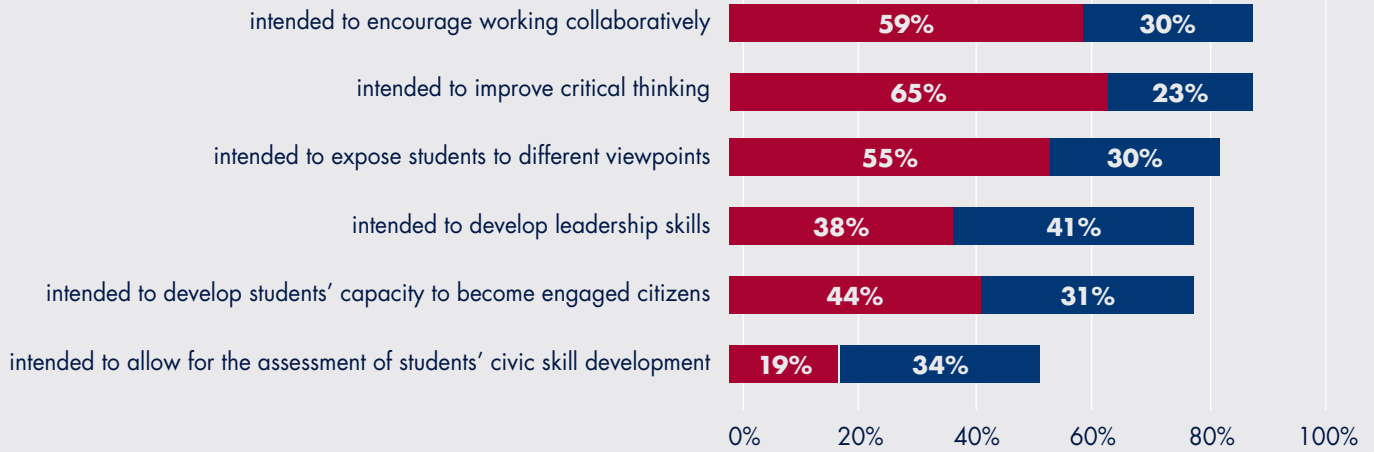 intended to encourage working collaboratively 59% 30%
intended to improve critical thinking 65% 23%
intended to expose students to different viewpoints 55% 30%
intended to develop leadership skills 38% 41%
intended to develop students’ capacity to become engaged citizens 44% 31%
intended to allow for the assessment of students’ civic skill development 19% 34%
0% 20% 40% 60% 80% 100%